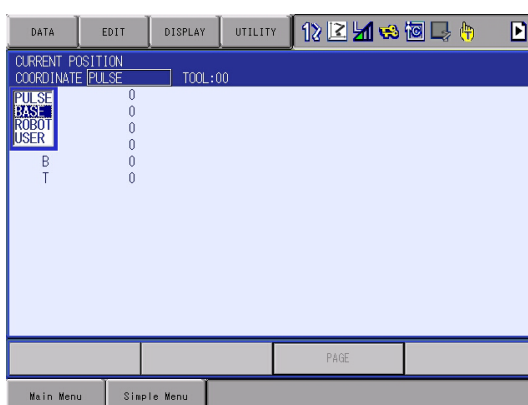 DATA EDIT DISPLAY UTILITY
CURRENT POSITION
COORDINATE PULSE TOOL:00
PULSE 0
BASE 0
ROBOT 0
USER 0
B 0
T 0
PAGE
Main Menu Simple Menu